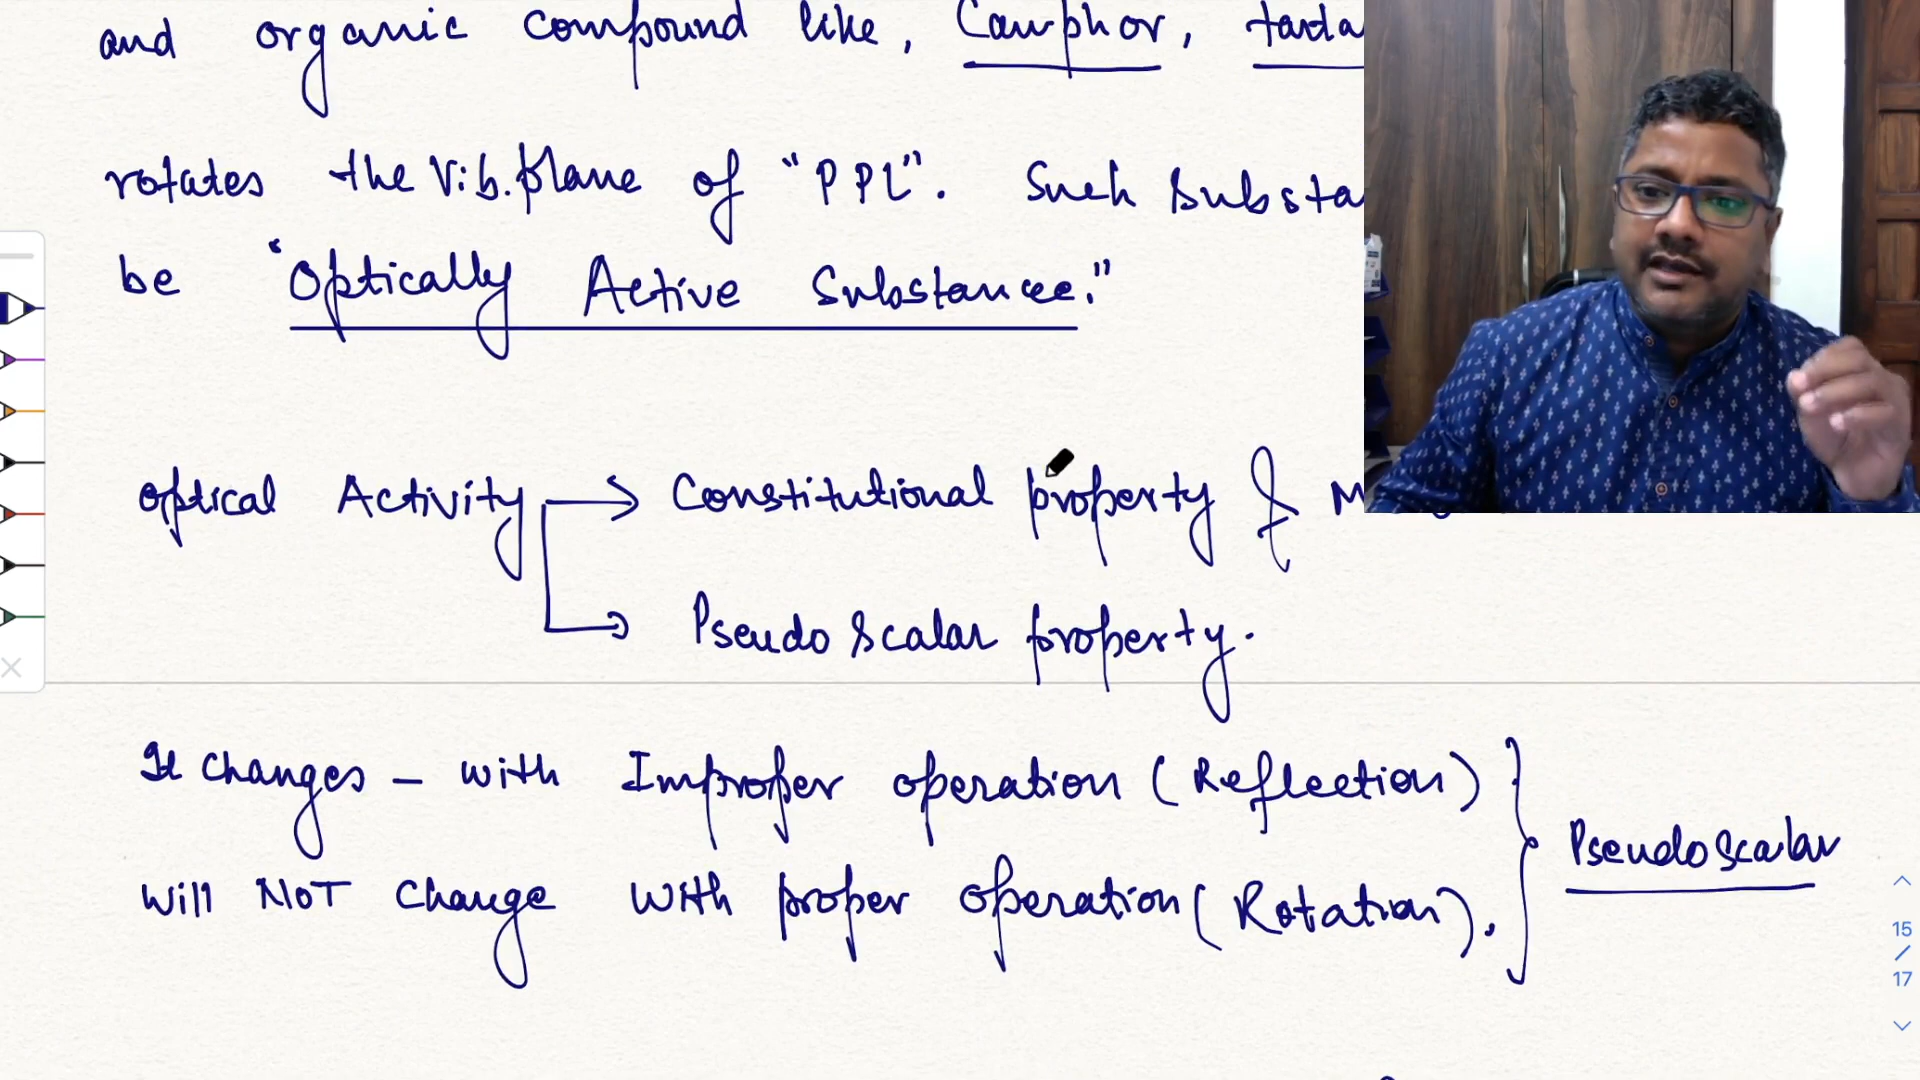 and organic compound like, Camphor, tarta
rotates the Vib. plane of "PPL". Such Substa
be "Optically Active Substance."
Optical Activity → Constitutional property &
→ Pseudo Scalar property.
It changes – with Improper operation (Reflection)
Will NOT Change with proper operation (Rotation).
Pseudo Scalar
15
/
17